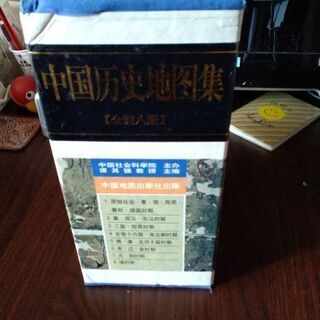 中国历史地图集
【全套八册】
中国社会科学院 主办
谭其骧教授 主编
中国地图出版社出版
1 原始社会·夏·商·西周·
春秋·战国时期
2 秦·西汉·东汉时期
3 三国·西晋时期
4 东晋十六国·南北朝时期
5 隋·唐·五代十国时期
6 宋·辽·金时期
7 元·明时期
8 清时期